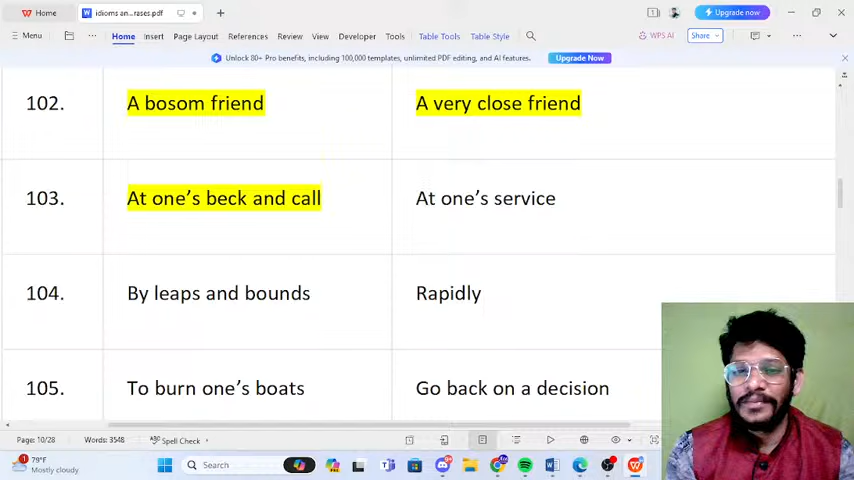 Home
idioms an...rases.pdf
Upgrade now
Menu
Home
Insert
Page Layout
References
Review
View
Developer
Tools
Table Tools
Table Style
WPS AI
Share
Unlock 80+ Pro benefits, including 100,000 templates, unlimited PDF editing, and AI features.
Upgrade Now
102. A bosom friend A very close friend
103. At one's beck and call At one's service
104. By leaps and bounds Rapidly
105. To burn one's boats Go back on a decision
Page: 10/28 Words: 3548 Spell Check
79°F
Mostly cloudy
Search